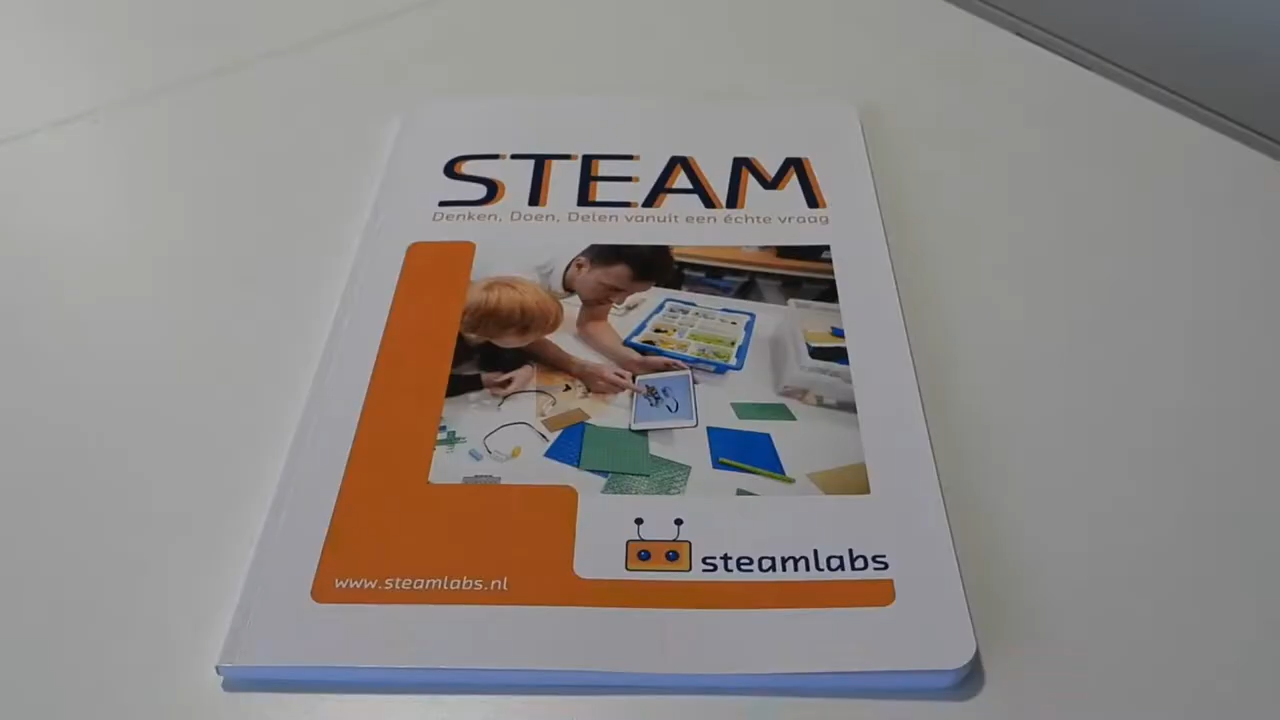 STEAM
Denken, Doen, Delen vanuit een échte vraag
steamlabs
www.steamlabs.nl